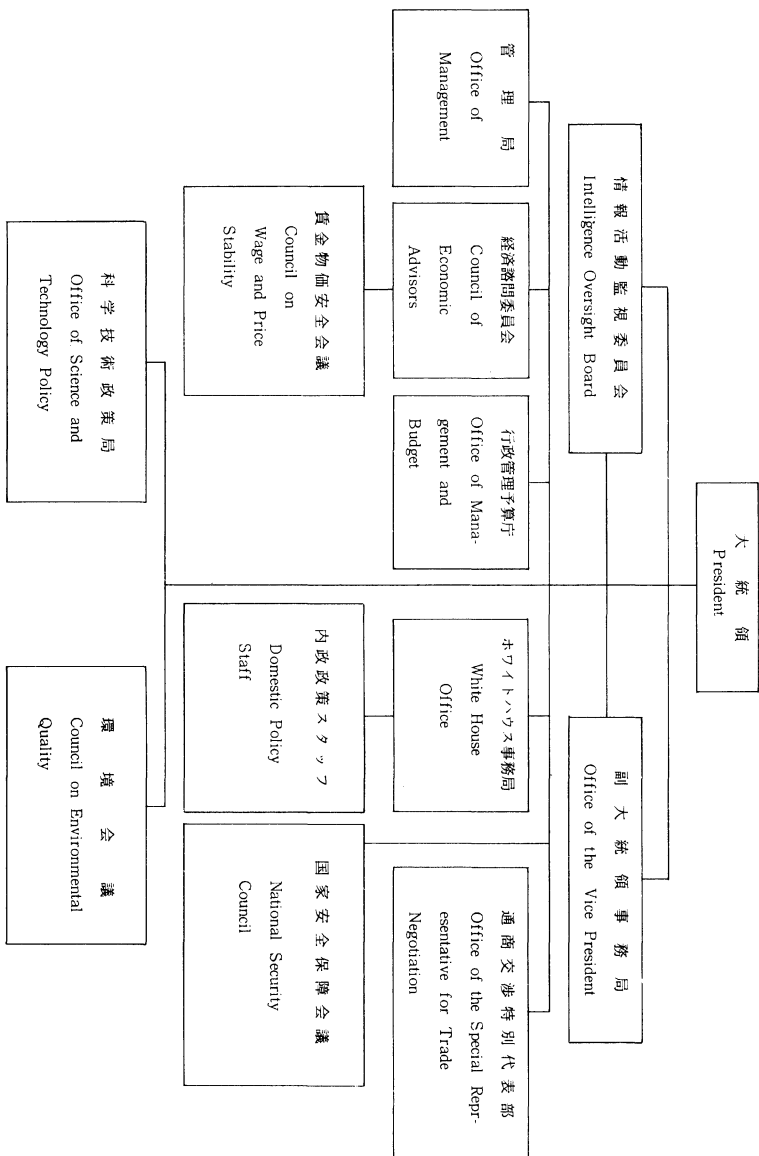 大統領
President
情報活動監視委員会
Intelligence Oversight Board
副大統領事務局
Office of the Vice President
管理局
Office of
Management
経済諮問委員会
Council of
Economic
Advisors
行政管理予算庁
Office of Mana-
gement and
Budget
ホワイトハウス事務局
White House
Office
通商交渉特別代表部
Office of the Special Repr-
esentative for Trade
Negotiation
賃金物価安全会議
Council on
Wage and Price
Stability
内政政策スタッフ
Domestic Policy
Staff
国家安全保障会議
National Security
Council
科学技術政策局
Office of Science and
Technology Policy
環境会議
Council on Environmental
Quality